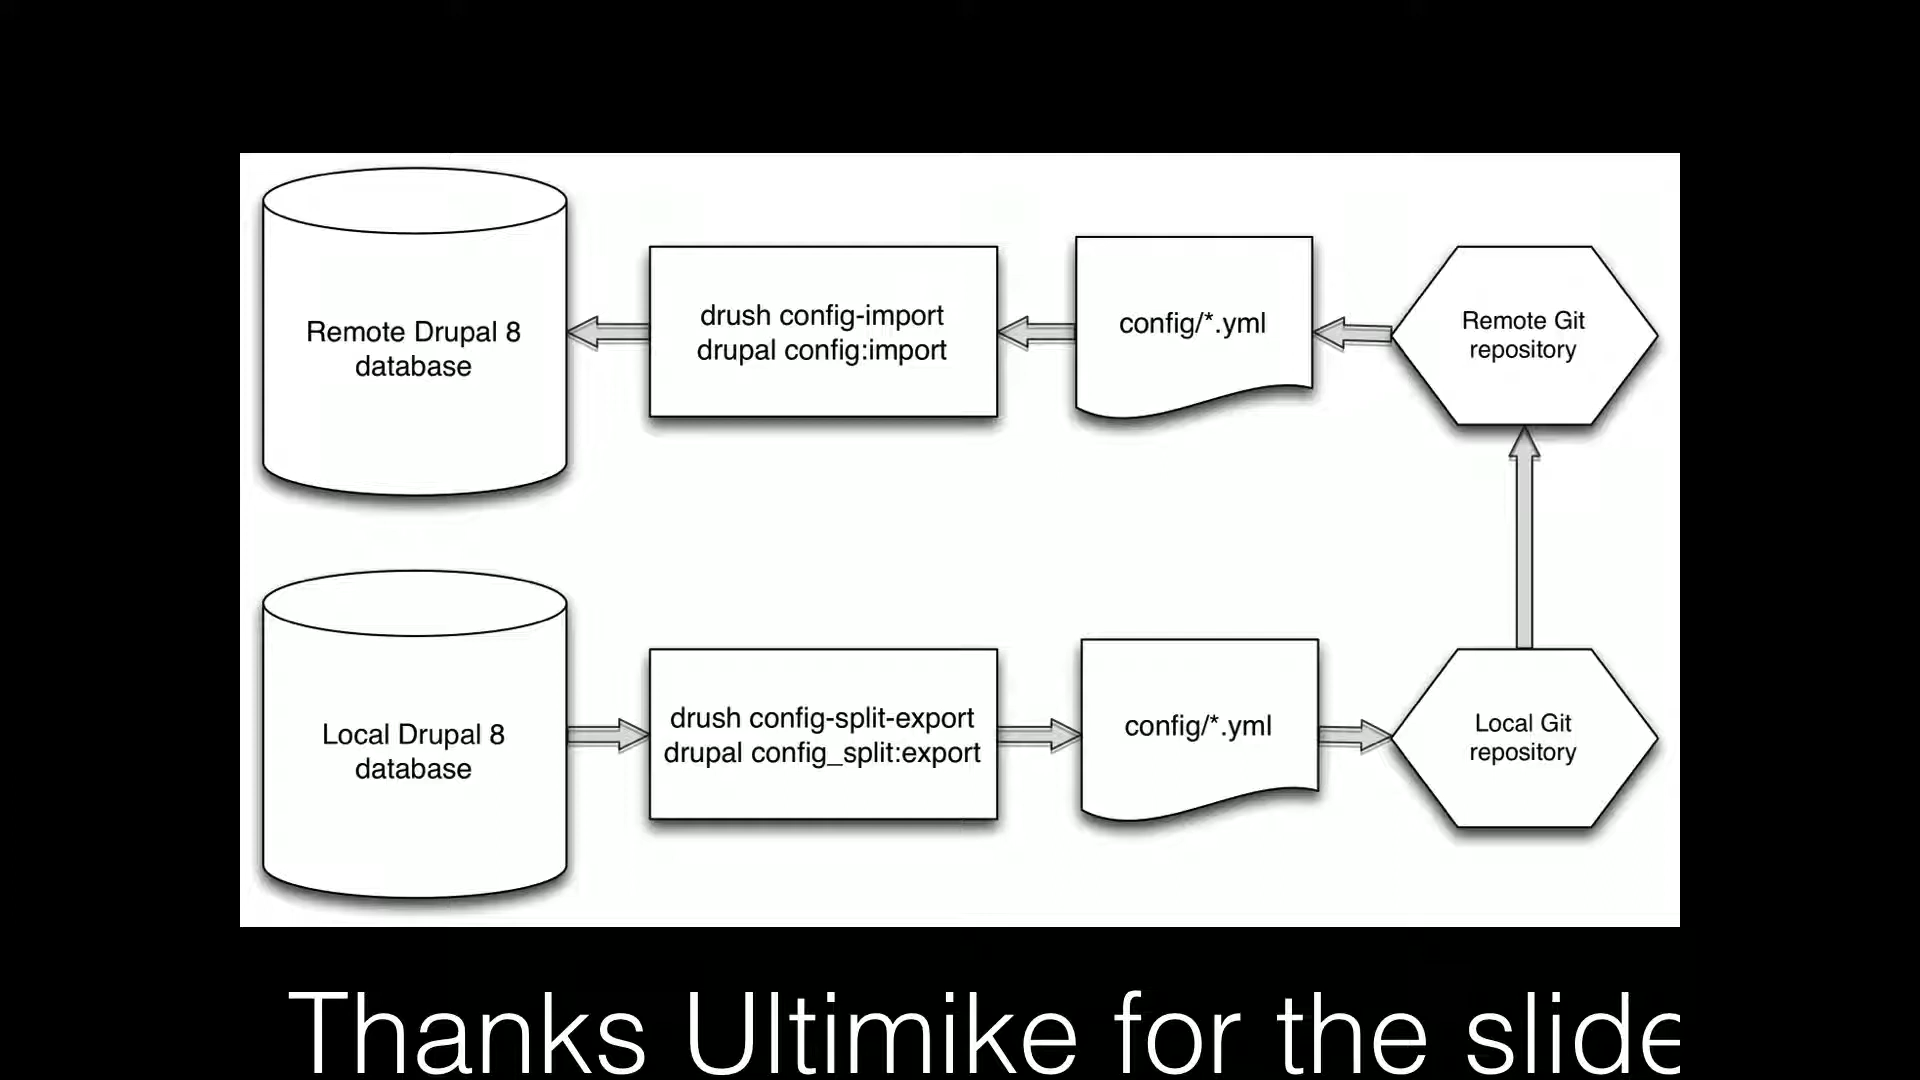 Remote Drupal 8
database
drush config-import
drupal config:import
config/*.yml
Remote Git
repository
Local Drupal 8
database
drush config-split-export
drupal config_split:export
config/*.yml
Local Git
repository
Thanks Ultimike for the slide